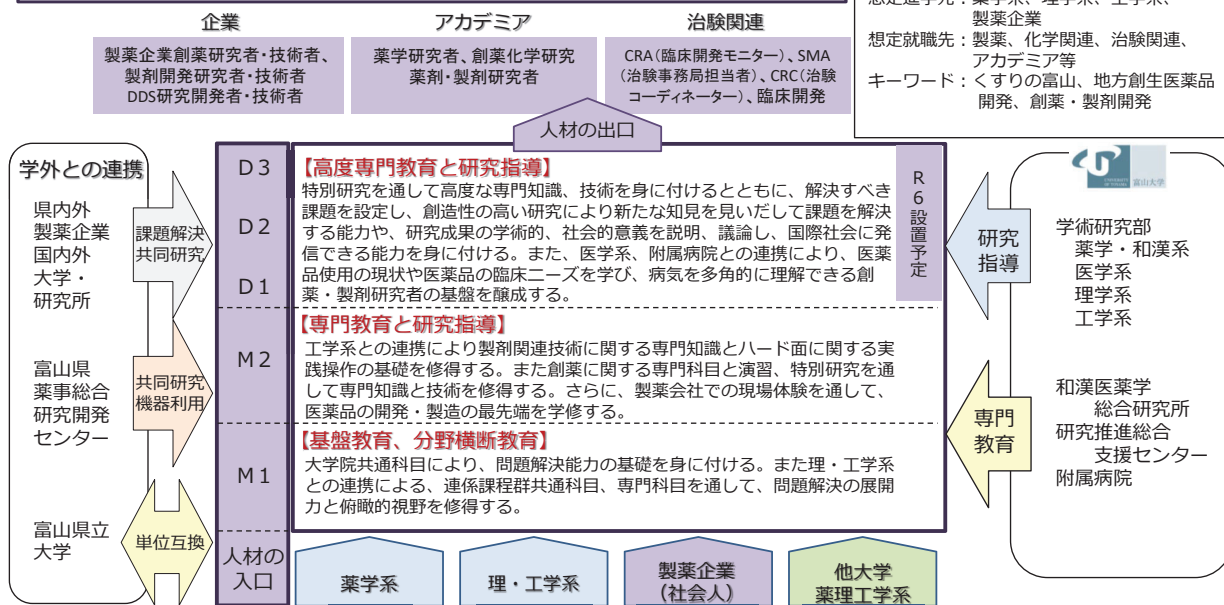 企業
製薬企業創薬研究者・技術者、
製剤開発研究者・技術者
DDS研究開発者・技術者
アカデミア
薬学研究者、創薬化学研究
薬剤・製剤研究者
治験関連
CRA(臨床開発モニター)、SMA
(治験事務局担当者)、CRC(治験
コーディネーター)、臨床開発
製薬企業
想定就職先：製薬、化学関連、治験関連、
アカデミア等
キーワード：くすりの富山、地方創生医薬品
開発、創薬・製剤開発
人材の出口
学外との連携
県内外
製薬企業
国内外
大学・
研究所
課題解決
共同研究
富山県
薬事総合
研究開発
センター
共同研究
機器利用
富山県立
大学
単位互換
D3
D2
D1
M2
M1
人材の
入口
【高度専門教育と研究指導】
特別研究を通して高度な専門知識、技術を身に付けるとともに、解決すべき
課題を設定し、創造性の高い研究により新たな知見を見いだして課題を解決
する能力や、研究成果の学術的、社会的意義を説明、議論し、国際社会に発
信できる能力を身に付ける。また、医学系、附属病院との連携により、医薬
品使用の現状や医薬品の臨床ニーズを学び、病気を多角的に理解できる創
薬・製剤研究者の基盤を醸成する。
R6設置予定
【専門教育と研究指導】
工学系との連携により製剤関連技術に関する専門知識とハード面に関する実
践操作の基礎を修得する。また創薬に関する専門科目と演習、特別研究を通
して専門知識と技術を修得する。さらに、製薬会社での現場体験を通して、
医薬品の開発・製造の最先端を学修する。
【基盤教育、分野横断教育】
大学院共通科目により、問題解決能力の基礎を身に付ける。また理・工学系
との連携による、連係課程群共通科目、専門科目を通して、問題解決の展開
力と俯瞰的視野を修得する。
薬学系
理・工学系
製薬企業
(社会人)
他大学
薬理工学系
研究
指導
専門
教育
富山大学
学術研究部
薬学・和漢系
医学系
理学系
工学系
和漢医薬学
総合研究所
研究推進総合
支援センター
附属病院